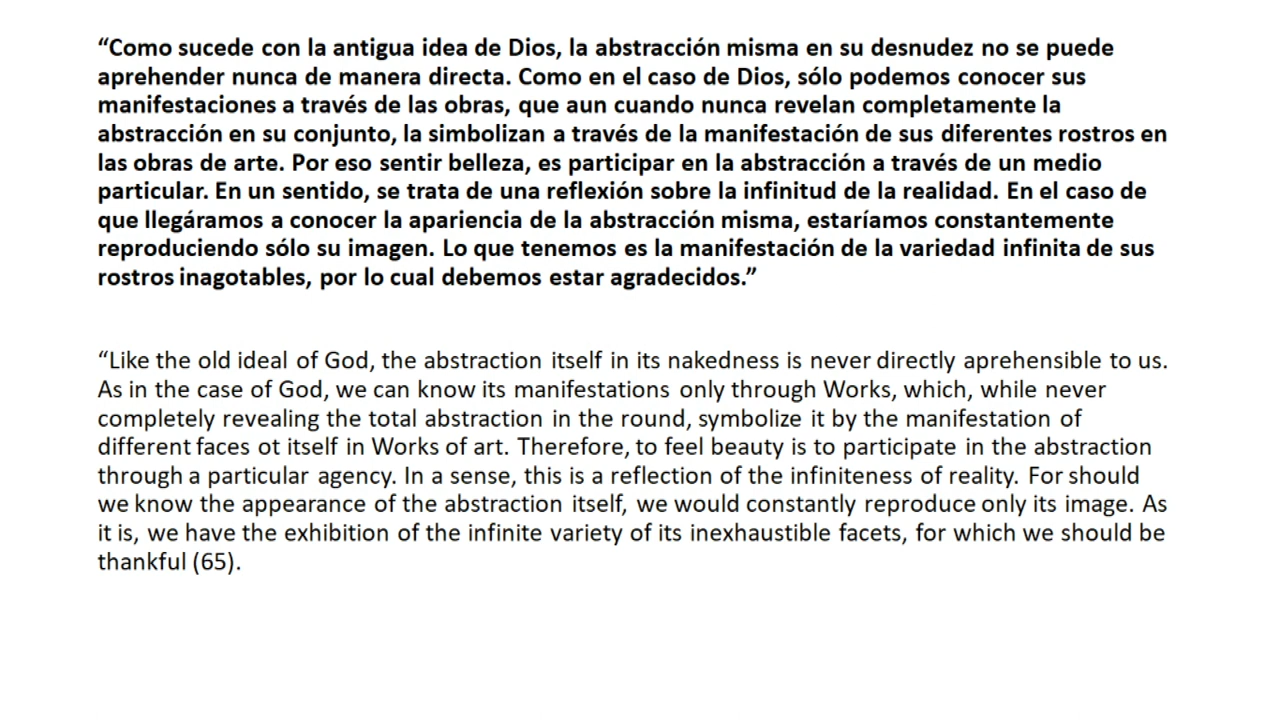 “Como sucede con la antigua idea de Dios, la abstracción misma en su desnudez no se puede
aprehender nunca de manera directa. Como en el caso de Dios, sólo podemos conocer sus
manifestaciones a través de las obras, que aun cuando nunca revelan completamente la
abstracción en su conjunto, la simbolizan a través de la manifestación de sus diferentes rostros en
las obras de arte. Por eso sentir belleza, es participar en la abstracción a través de un medio
particular. En un sentido, se trata de una reflexión sobre la infinitud de la realidad. En el caso de
que llegáramos a conocer la apariencia de la abstracción misma, estaríamos constantemente
reproduciendo sólo su imagen. Lo que tenemos es la manifestación de la variedad infinita de sus
rostros inagotables, por lo cual debemos estar agradecidos.”
“Like the old ideal of God, the abstraction itself in its nakedness is never directly aprehensible to us.
As in the case of God, we can know its manifestations only through Works, which, while never
completely revealing the total abstraction in the round, symbolize it by the manifestation of
different faces ot itself in Works of art. Therefore, to feel beauty is to participate in the abstraction
through a particular agency. In a sense, this is a reflection of the infiniteness of reality. For should
we know the appearance of the abstraction itself, we would constantly reproduce only its image. As
it is, we have the exhibition of the infinite variety of its inexhaustible facets, for which we should be
thankful (65).